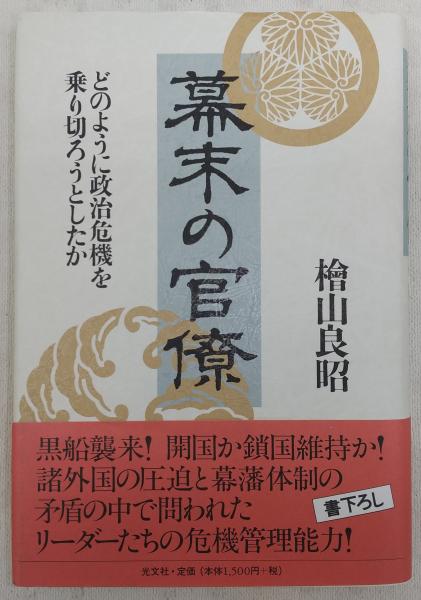 幕末の官僚
どのように政治危機を
乗り切ろうとしたか
檜山良昭
黒船襲来!開国か鎖国維持か!
諸外国の圧迫と幕藩体制の
矛盾の中で問われた
リーダーたちの危機管理能力!
書下ろし
光文社・定価(本体1,500円+税)